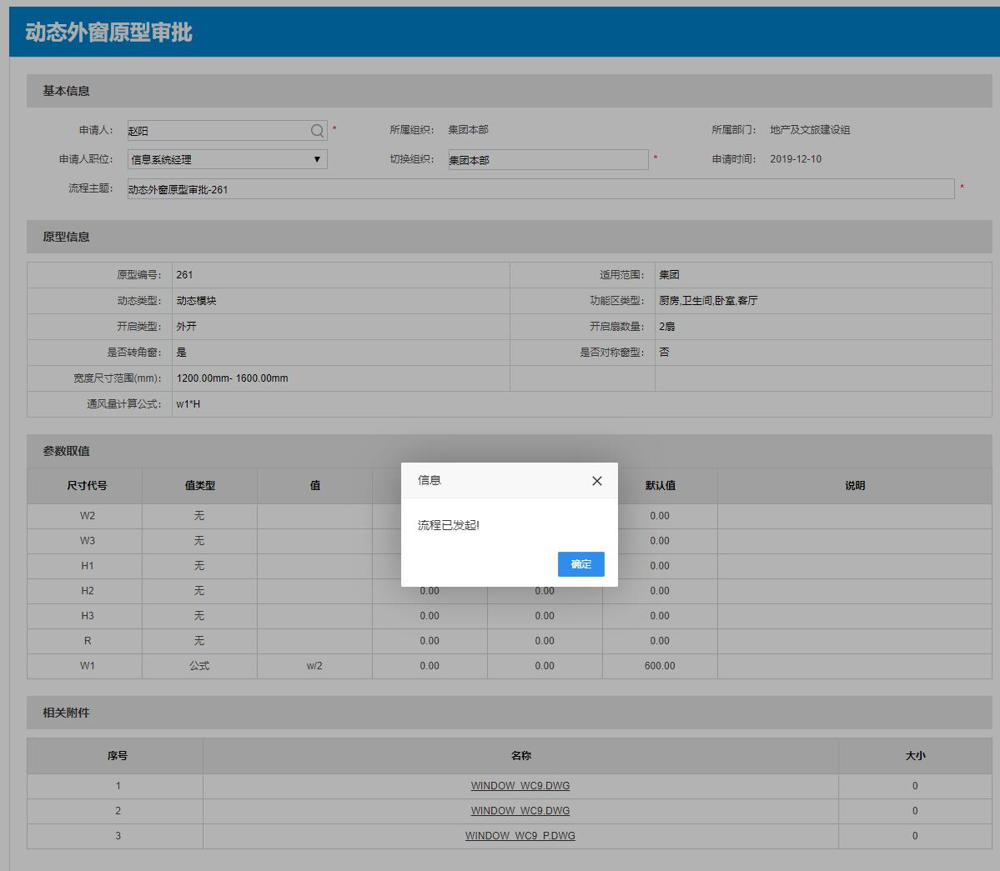 动态外窗原型审批
基本信息
申请人： 赵阳 * 所属组织： 集团本部 所属部门： 地产及文旅建设组
申请人职位： 信息系统经理 ▼ 切换组织： 集团本部 * 申请时间： 2019-12-10
流程主题： 动态外窗原型审批-261 *
原型信息
原型编号： 261 适用范围： 集团
动态类型： 动态模块 功能区类型： 厨房,卫生间,卧室,客厅
开启类型： 外开 开启扇数量： 2扇
是否转角窗： 是 是否对称窗型： 否
宽度尺寸范围(mm)： 1200.00mm- 1600.00mm
通风量计算公式： w1*H
参数取值
尺寸代号 值类型 值 默认值 说明
W2 无 0.00
W3 无 0.00
H1 无 0.00
H2 无 0.00 0.00 0.00
H3 无 0.00 0.00 0.00
R 无 0.00 0.00 0.00
W1 公式 w/2 0.00 0.00 600.00
信息
流程已发起!
确定
相关附件
序号 名称 大小
1 WINDOW_WC9.DWG 0
2 WINDOW_WC9.DWG 0
3 WINDOW_WC9_P.DWG 0